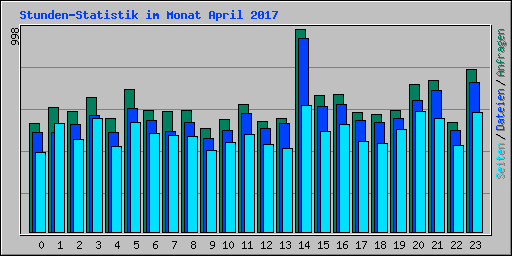 Stunden-Statistik im Monat April 2017
998
Seiten / Dateien / Anfragen
0 1 2 3 4 5 6 7 8 9 10 11 12 13 14 15 16 17 18 19 20 21 22 23